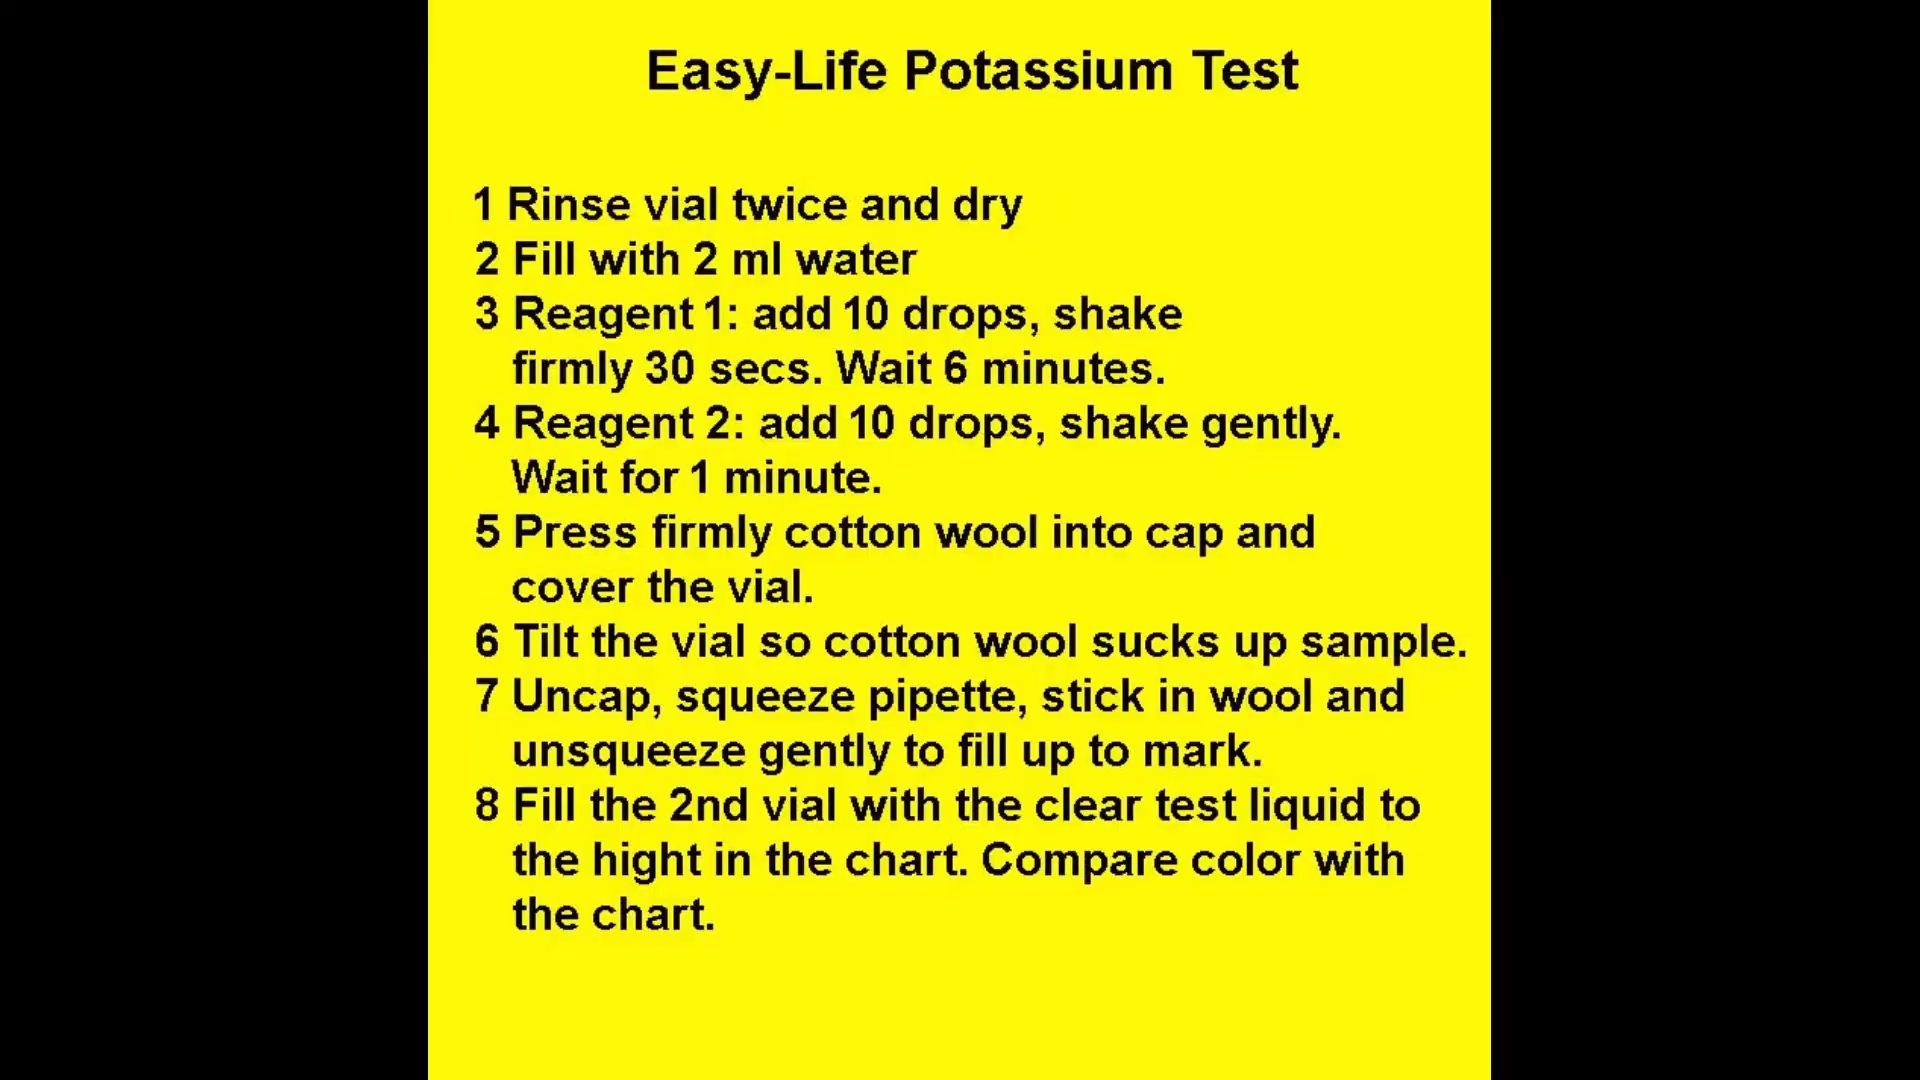 Easy-Life Potassium Test
1 Rinse vial twice and dry
2 Fill with 2 ml water
3 Reagent 1: add 10 drops, shake
firmly 30 secs. Wait 6 minutes.
4 Reagent 2: add 10 drops, shake gently.
Wait for 1 minute.
5 Press firmly cotton wool into cap and
cover the vial.
6 Tilt the vial so cotton wool sucks up sample.
7 Uncap, squeeze pipette, stick in wool and
unsqueeze gently to fill up to mark.
8 Fill the 2nd vial with the clear test liquid to
the hight in the chart. Compare color with
the chart.